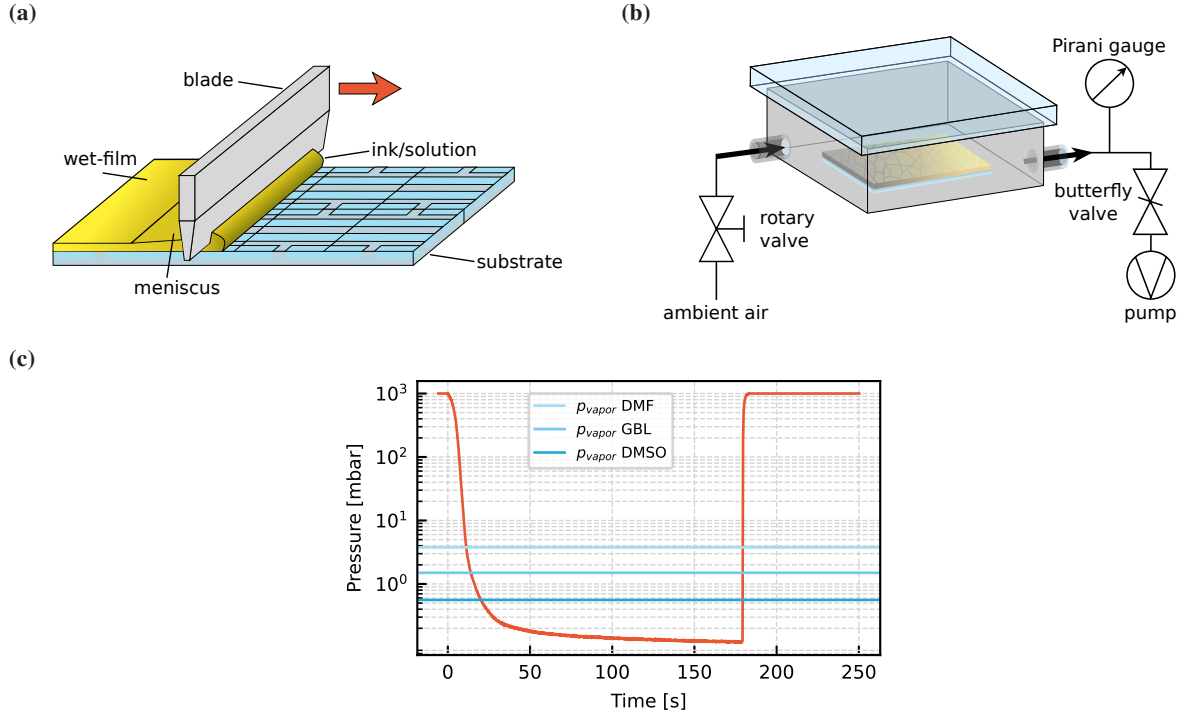 (a)
blade
wet-film
ink/solution
substrate
meniscus
(b)
Pirani gauge
rotary
valve
butterfly
valve
ambient air
pump
(c)
Pressure [mbar]
10³
10²
10¹
10⁰
p_vapor DMF
p_vapor GBL
p_vapor DMSO
0 50 100 150 200 250
Time [s]